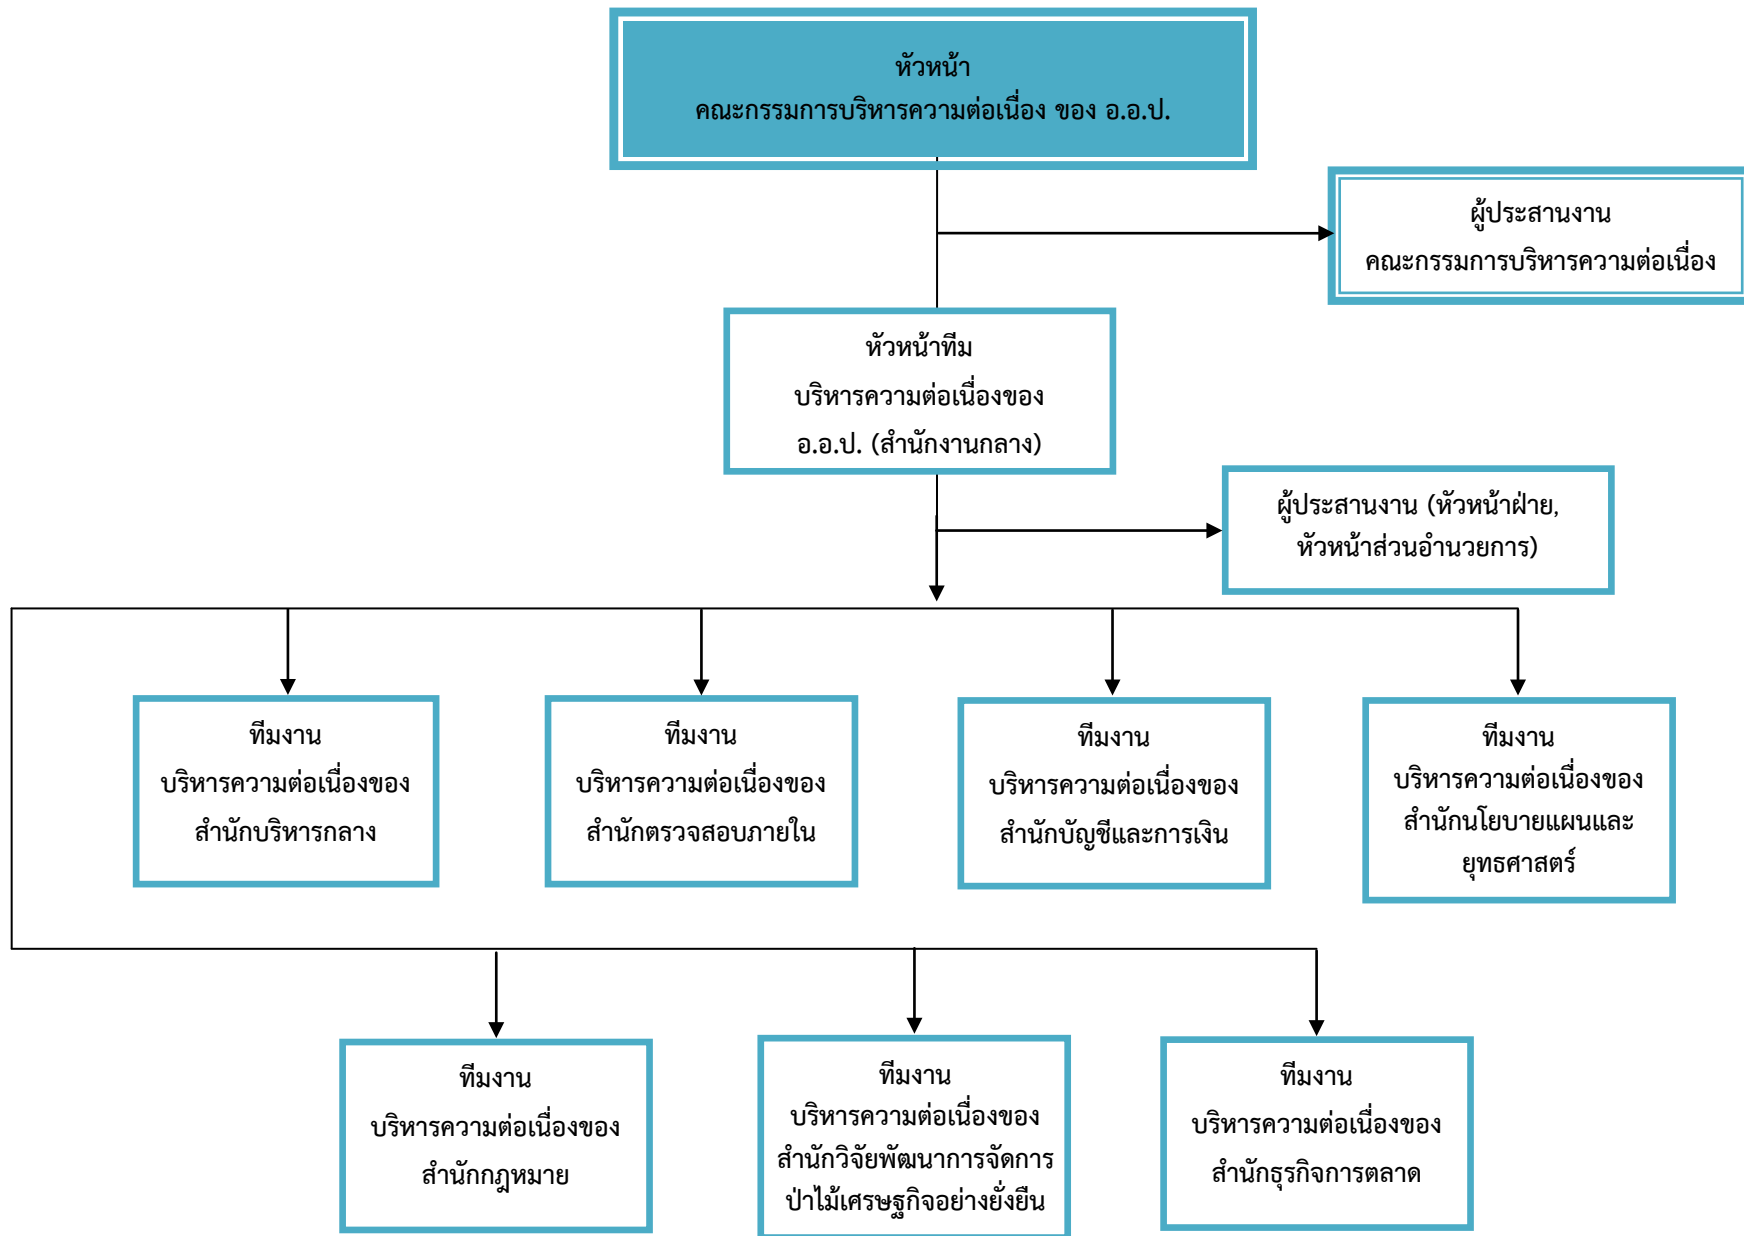 หัวหน้า
คณะกรรมการบริหารความต่อเนื่อง ของ อ.อ.ป.
ผู้ประสานงาน
คณะกรรมการบริหารความต่อเนื่อง
หัวหน้าทีม
บริหารความต่อเนื่องของ
อ.อ.ป. (สำนักงานกลาง)
ผู้ประสานงาน (หัวหน้าฝ่าย,
หัวหน้าส่วนอำนวยการ)
ทีมงาน
บริหารความต่อเนื่องของ
สำนักบริหารกลาง
ทีมงาน
บริหารความต่อเนื่องของ
สำนักตรวจสอบภายใน
ทีมงาน
บริหารความต่อเนื่องของ
สำนักบัญชีและการเงิน
ทีมงาน
บริหารความต่อเนื่องของ
สำนักนโยบายแผนและ
ยุทธศาสตร์
ทีมงาน
บริหารความต่อเนื่องของ
สำนักกฎหมาย
ทีมงาน
บริหารความต่อเนื่องของ
สำนักวิจัยพัฒนาการจัดการ
ป่าไม้เศรษฐกิจอย่างยั่งยืน
ทีมงาน
บริหารความต่อเนื่องของ
สำนักธุรกิจการตลาด